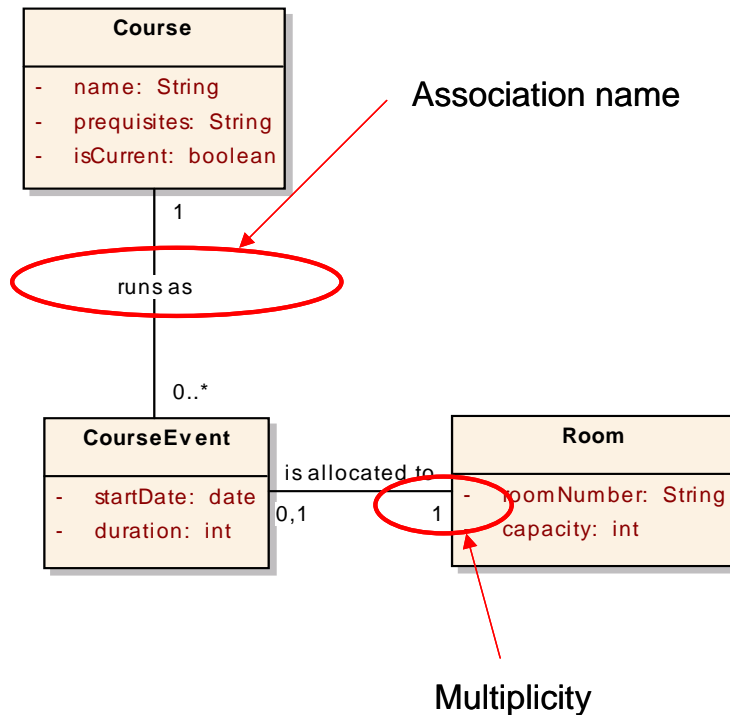 Course
- name: String
- prequisites: String
- isCurrent: boolean
Association name
1
runs as
0..*
CourseEvent
- startDate: date
- duration: int
is allocated to
0,1
1
Room
- roomNumber: String
- capacity: int
Multiplicity